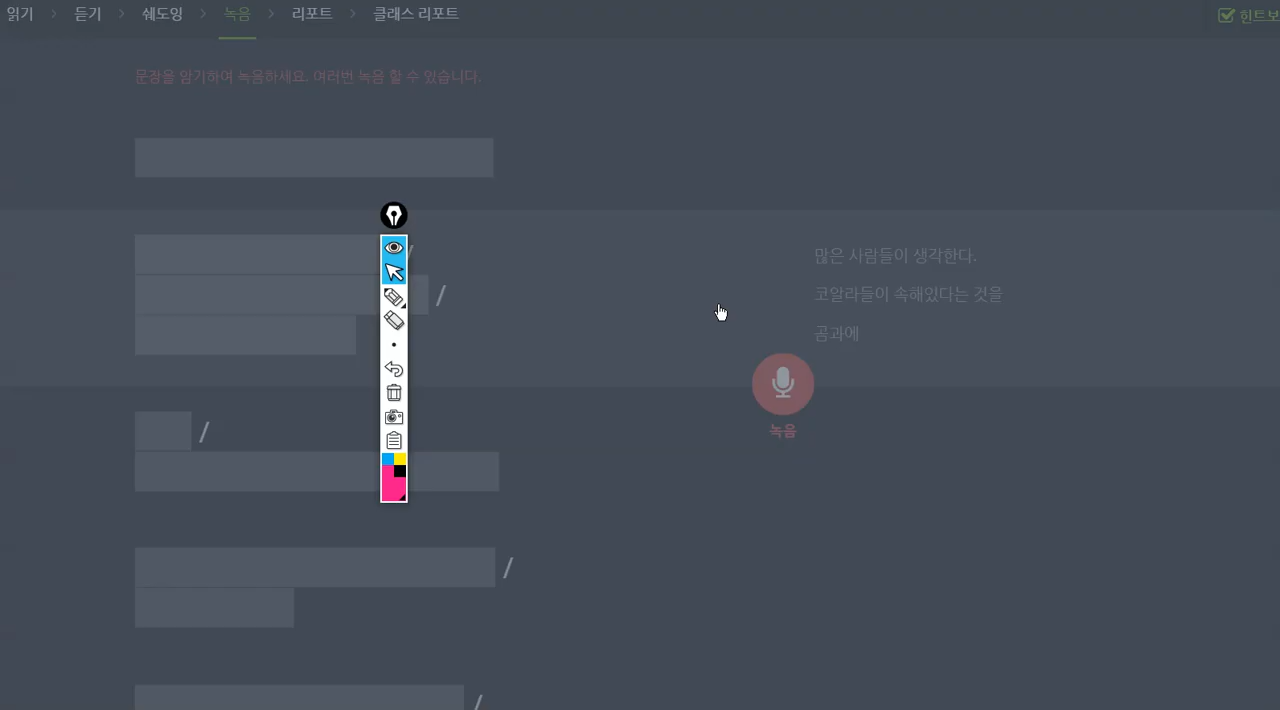 읽기 > 듣기 > 쉐도잉 > 녹음 > 리포트 > 클래스 리포트
힌트보
문장을 암기하여 녹음하세요. 여러번 녹음 할 수 있습니다.
/
많은 사람들이 생각한다.
/
코알라들이 속해있다는 것을
곰과에
녹음
/
/
/